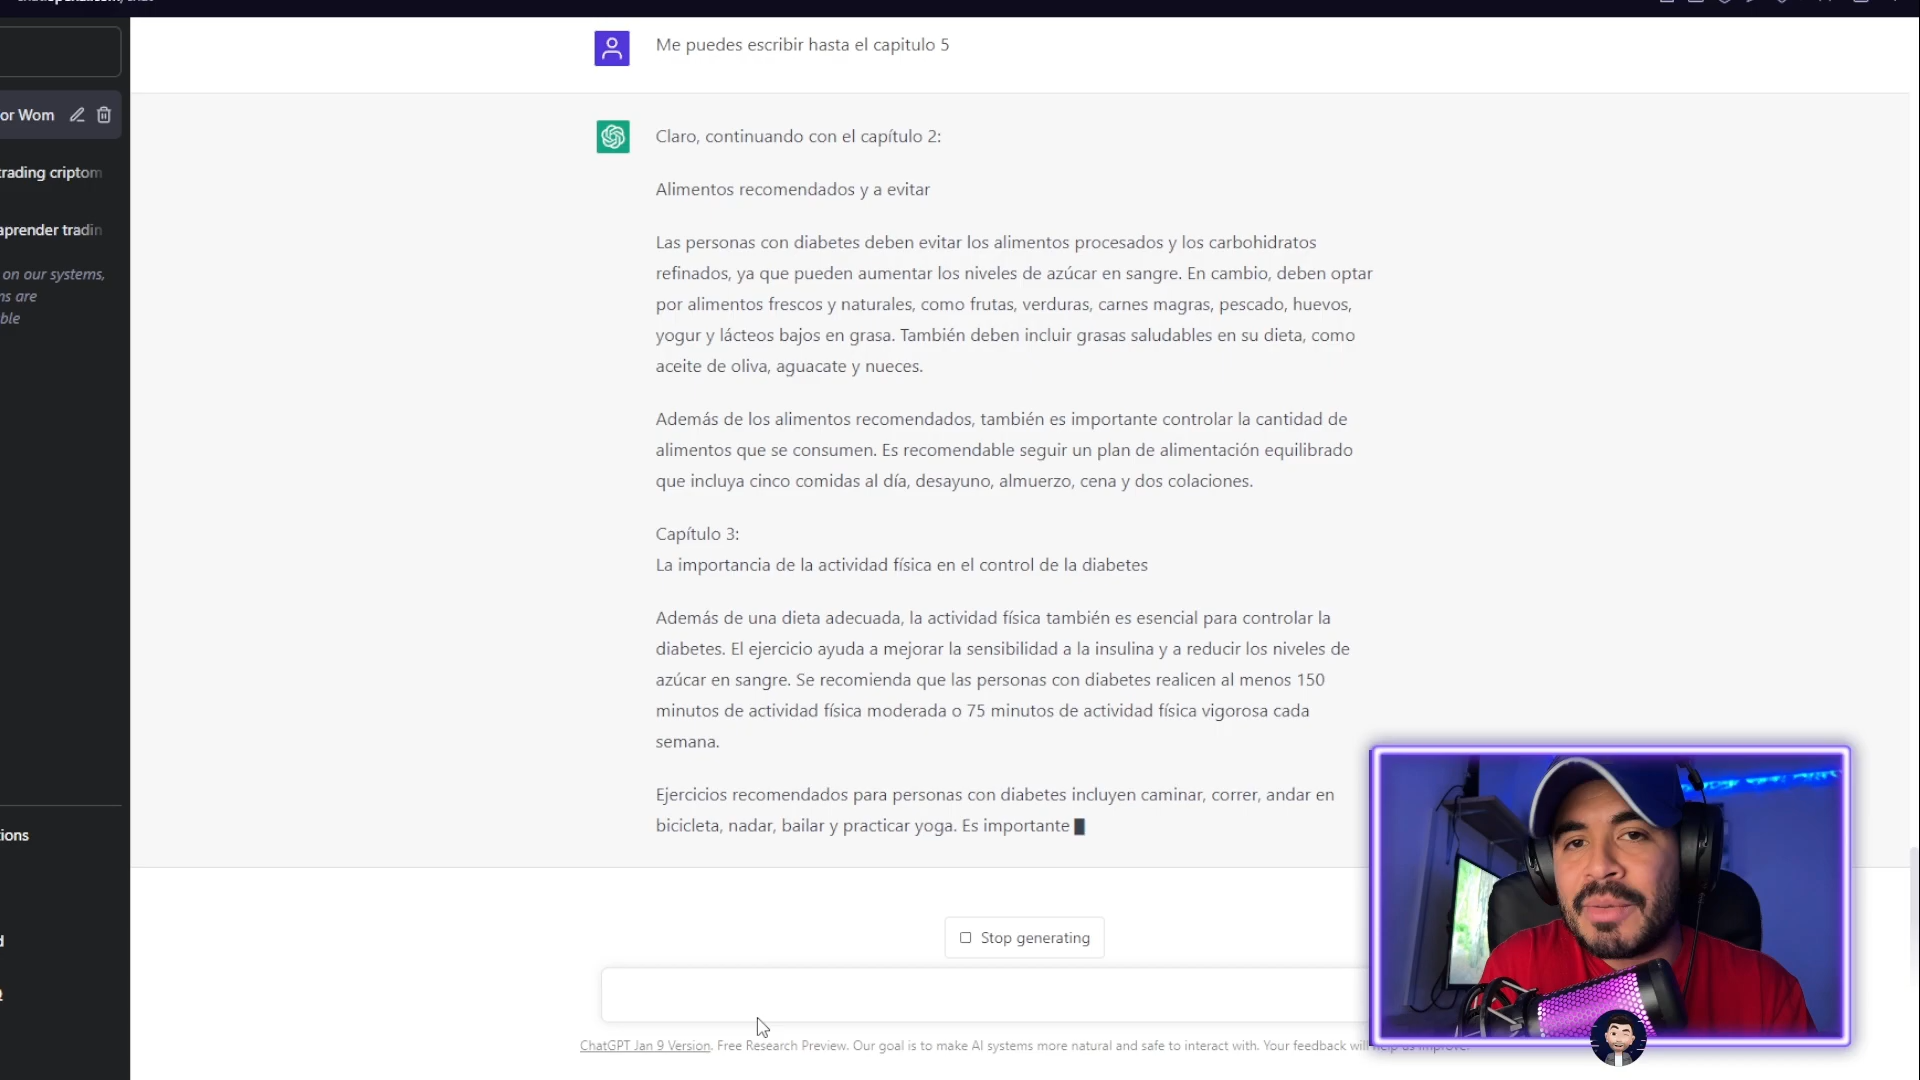 Me puedes escribir hasta el capitulo 5
or Wom
Claro, continuando con el capítulo 2:
trading criptom
Alimentos recomendados y a evitar
aprender tradin
Las personas con diabetes deben evitar los alimentos procesados y los carbohidratos
on our systems,
refinados, ya que pueden aumentar los niveles de azúcar en sangre. En cambio, deben optar
ns are
por alimentos frescos y naturales, como frutas, verduras, carnes magras, pescado, huevos,
ble
yogur y lácteos bajos en grasa. También deben incluir grasas saludables en su dieta, como
aceite de oliva, aguacate y nueces.
Además de los alimentos recomendados, también es importante controlar la cantidad de
alimentos que se consumen. Es recomendable seguir un plan de alimentación equilibrado
que incluya cinco comidas al día, desayuno, almuerzo, cena y dos colaciones.
Capítulo 3:
La importancia de la actividad física en el control de la diabetes
Además de una dieta adecuada, la actividad física también es esencial para controlar la
diabetes. El ejercicio ayuda a mejorar la sensibilidad a la insulina y a reducir los niveles de
azúcar en sangre. Se recomienda que las personas con diabetes realicen al menos 150
minutos de actividad física moderada o 75 minutos de actividad física vigorosa cada
semana.
Ejercicios recomendados para personas con diabetes incluyen caminar, correr, andar en
bicicleta, nadar, bailar y practicar yoga. Es importante
tions
Stop generating
ChatGPT Jan 9 Version. Free Research Preview. Our goal is to make AI systems more natural and safe to interact with. Your feedback will help us improve.